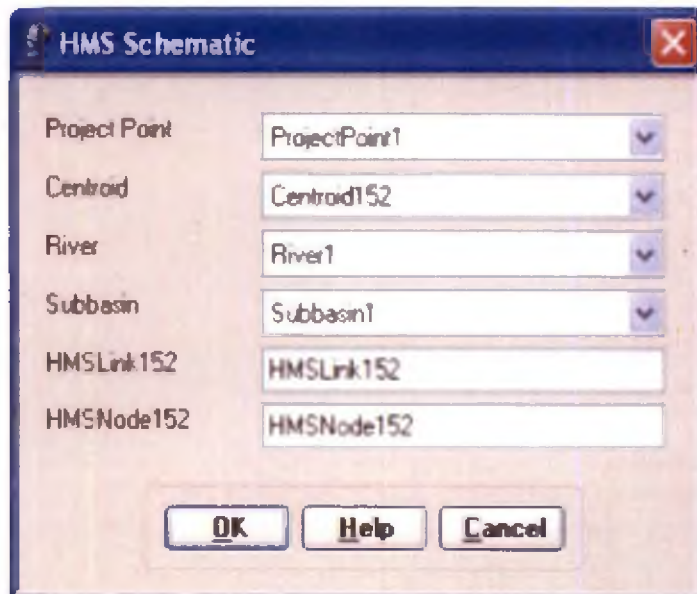 HMS Schematic
Project Point ProjectPoint1
Centroid Centroid152
River River1
Subbasin Subbasin1
HMSLink152 HMSLink152
HMSNode152 HMSNode152
OK Help Cancel